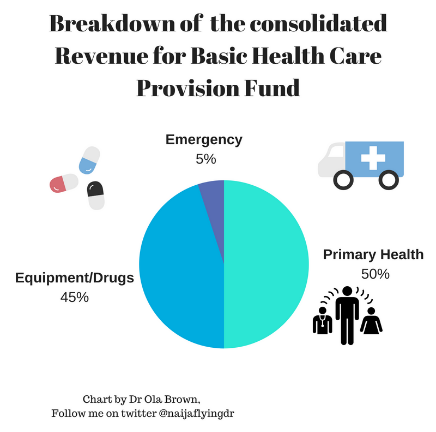 Breakdown of the consolidated
Revenue for Basic Health Care
Provision Fund
Emergency
5%
Primary Health
50%
Equipment/Drugs
45%
Chart by Dr Ola Brown,
Follow me on twitter @naijaflyingdr